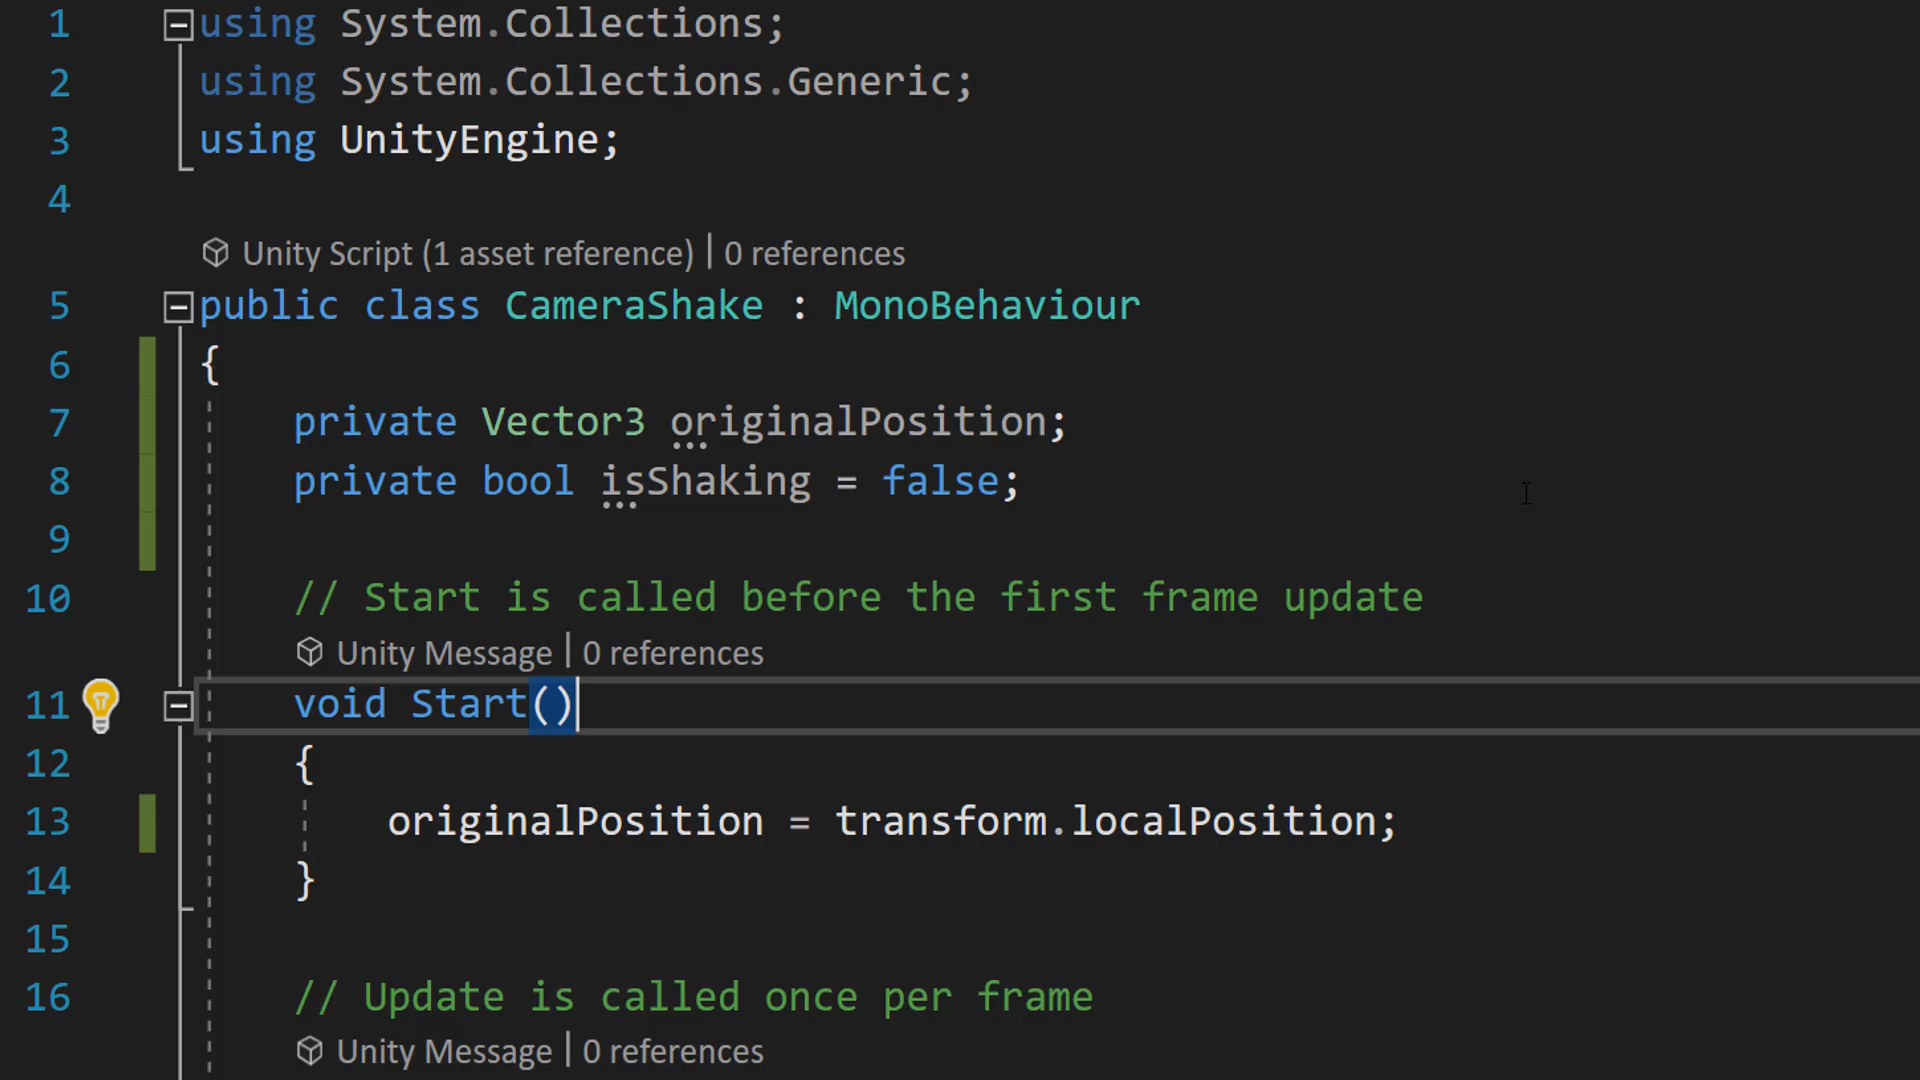 1 using System.Collections;
2 using System.Collections.Generic;
3 using UnityEngine;
4
Unity Script (1 asset reference) | 0 references
5 public class CameraShake : MonoBehaviour
6 {
7 private Vector3 originalPosition;
8 private bool isShaking = false;
9
10 // Start is called before the first frame update
Unity Message | 0 references
11 void Start()
12 {
13 originalPosition = transform.localPosition;
14 }
15
16 // Update is called once per frame
Unity Message | 0 references